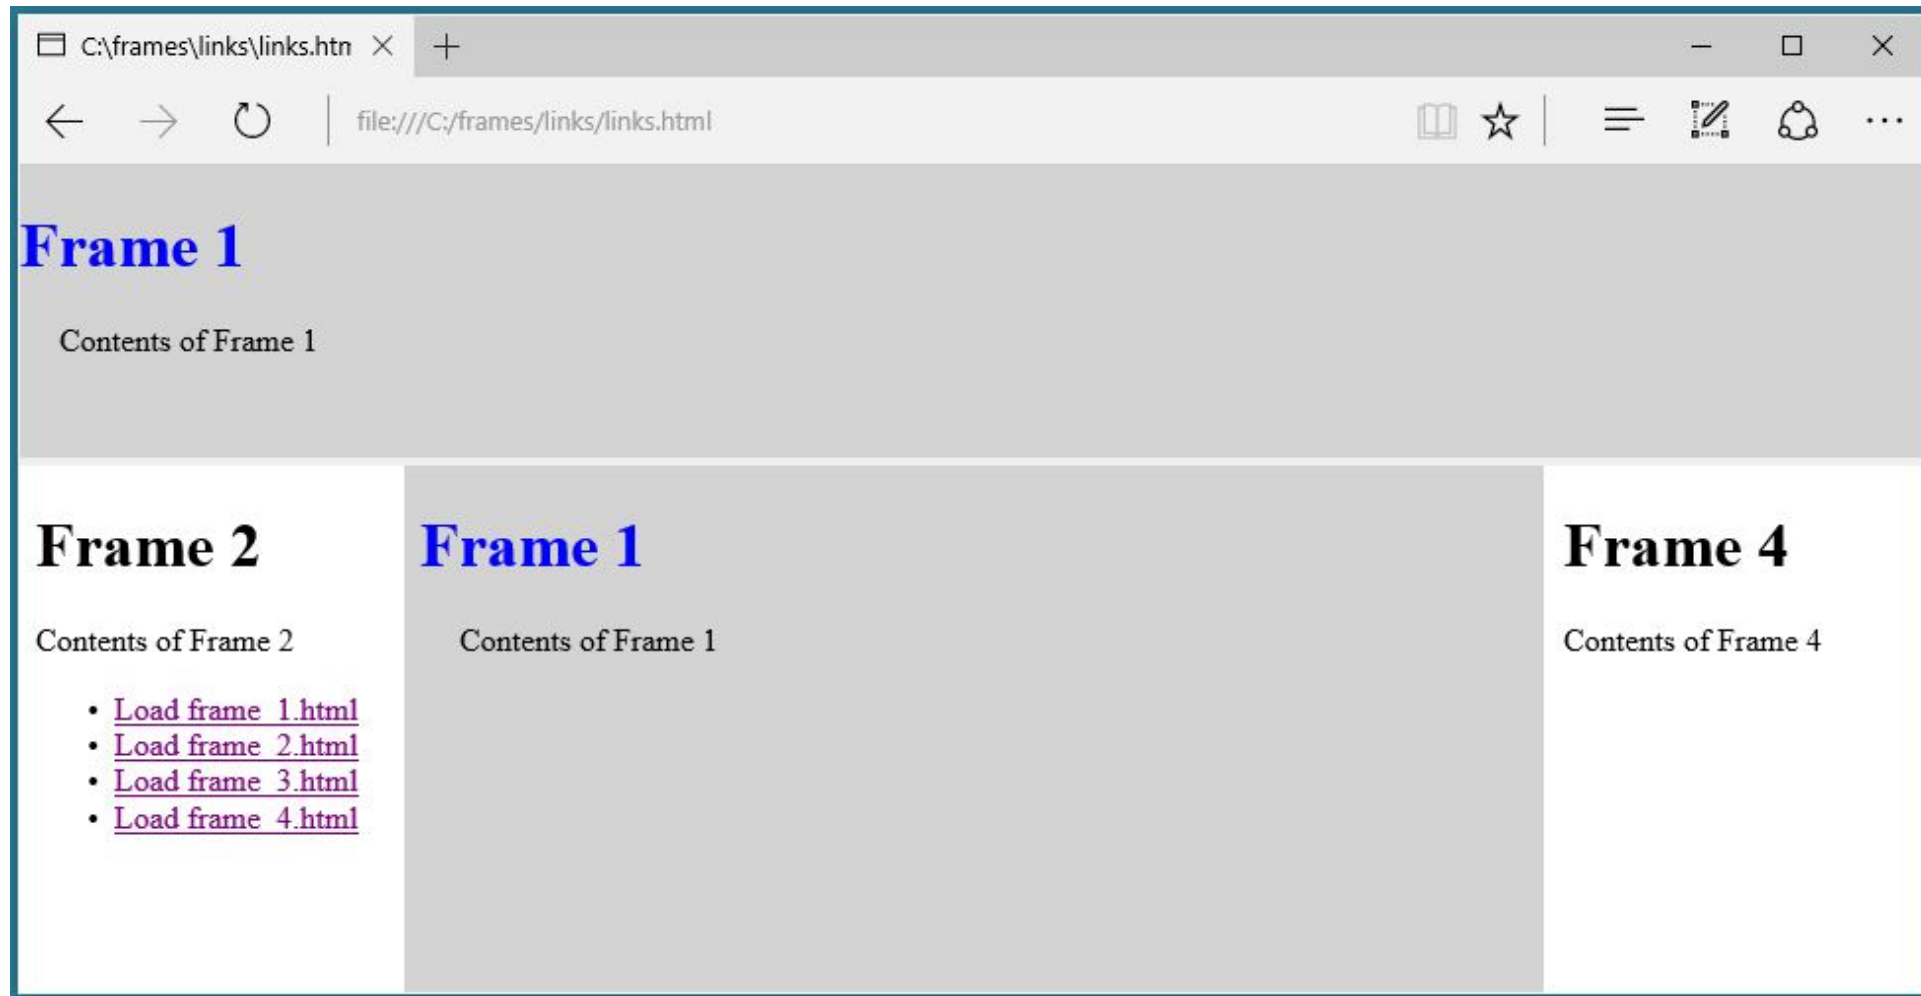 C:\frames\links\links.htm
file:///C:/frames/links/links.html
Frame 1
Contents of Frame 1
Frame 2
Contents of Frame 2
Load frame_1.html
Load frame_2.html
Load frame_3.html
Load frame_4.html
Frame 1
Contents of Frame 1
Frame 4
Contents of Frame 4